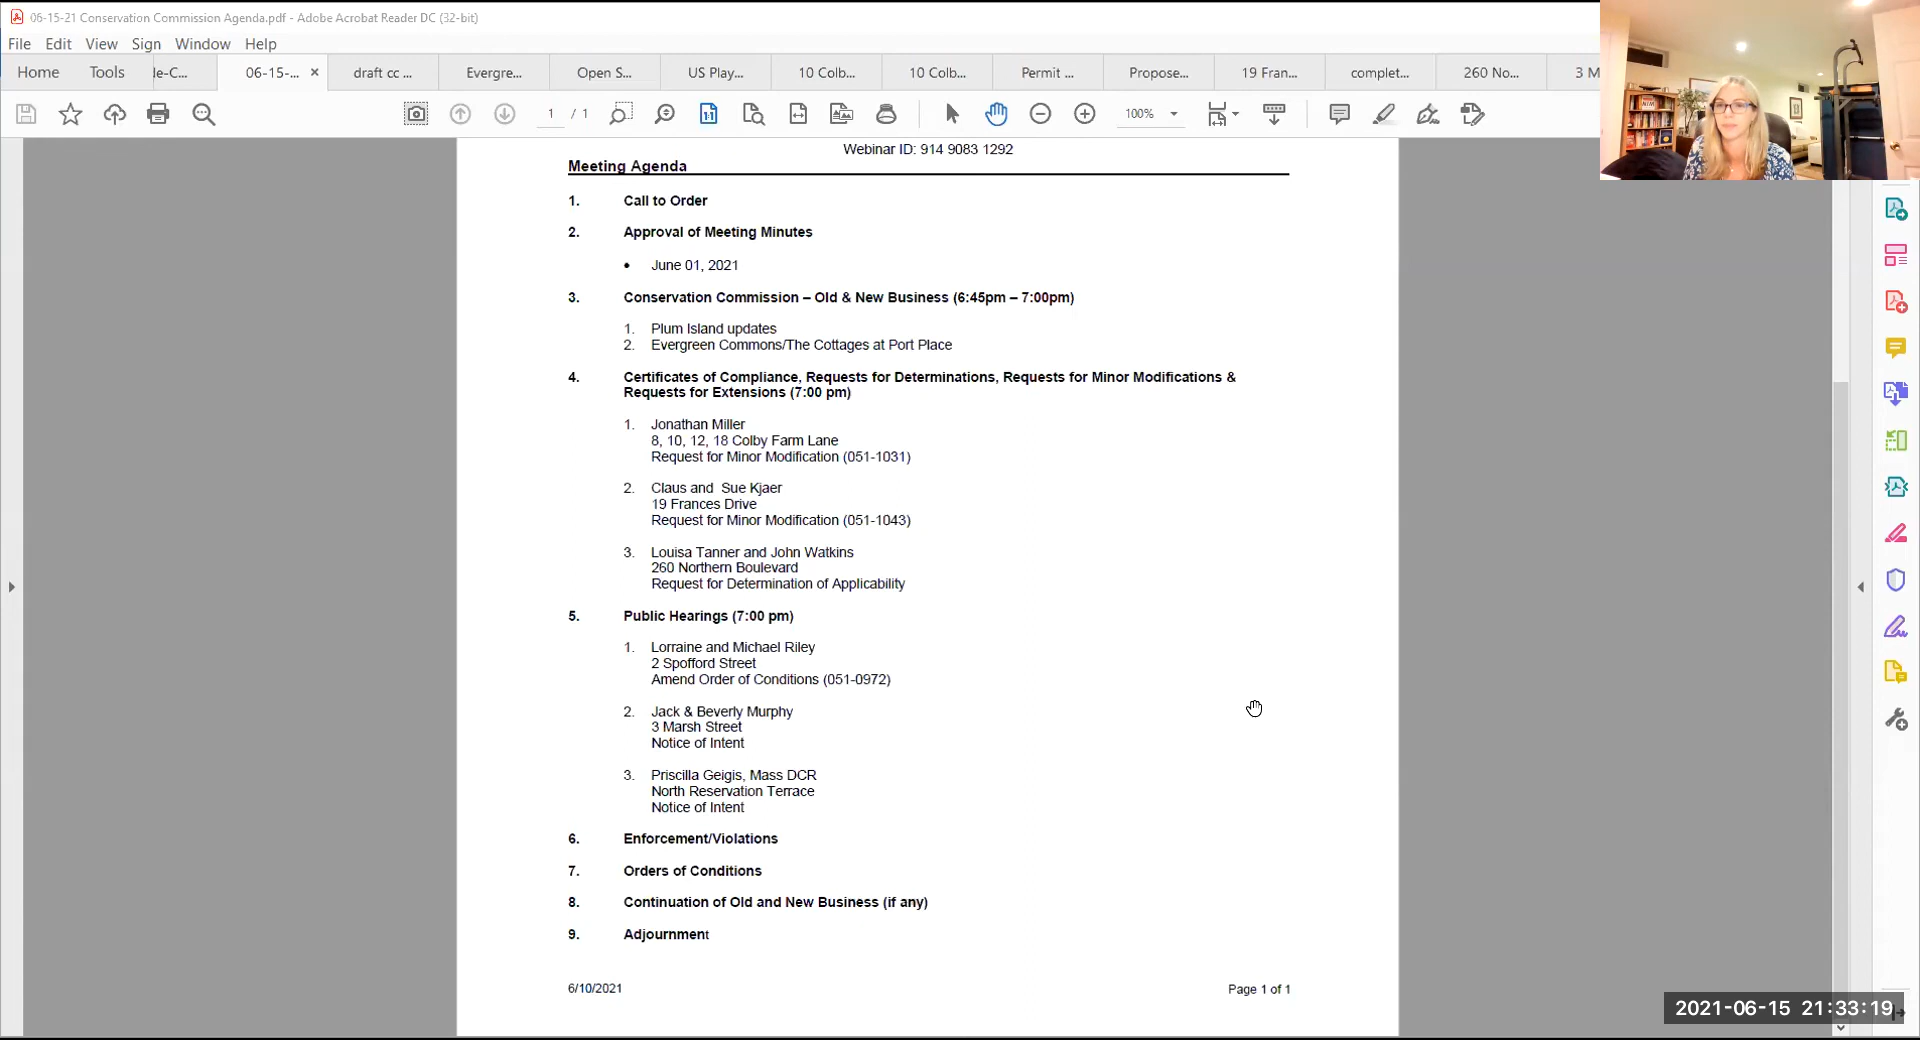 06-15-21 Conservation Commission Agenda.pdf - Adobe Acrobat Reader DC (32-bit)
File Edit View Sign Window Help
Home Tools le-C... 06-15-... × draft cc ... Evergre... Open S... US Play... 10 Colb... 10 Colb... Permit ... Propose... 19 Fran... complet... 260 No... 3 M
1 / 1 100%
Webinar ID: 914 9083 1292
Meeting Agenda
1. Call to Order
2. Approval of Meeting Minutes
• June 01, 2021
3. Conservation Commission – Old & New Business (6:45pm – 7:00pm)
1. Plum Island updates
2. Evergreen Commons/The Cottages at Port Place
4. Certificates of Compliance, Requests for Determinations, Requests for Minor Modifications &
Requests for Extensions (7:00 pm)
1. Jonathan Miller
8, 10, 12, 18 Colby Farm Lane
Request for Minor Modification (051-1031)
2. Claus and Sue Kjaer
19 Frances Drive
Request for Minor Modification (051-1043)
3. Louisa Tanner and John Watkins
260 Northern Boulevard
Request for Determination of Applicability
5. Public Hearings (7:00 pm)
1. Lorraine and Michael Riley
2 Spofford Street
Amend Order of Conditions (051-0972)
2. Jack & Beverly Murphy
3 Marsh Street
Notice of Intent
3. Priscilla Geigis, Mass DCR
North Reservation Terrace
Notice of Intent
6. Enforcement/Violations
7. Orders of Conditions
8. Continuation of Old and New Business (if any)
9. Adjournment
6/10/2021 Page 1 of 1
2021-06-15 21:33:19